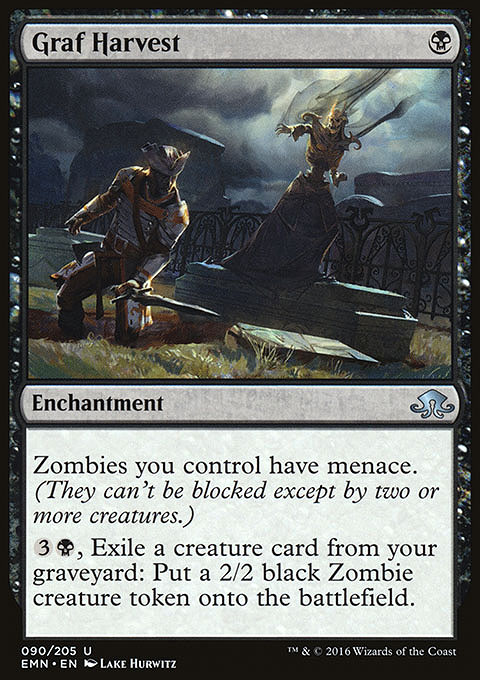 Graf Harvest
Enchantment
Zombies you control have menace.
(They can't be blocked except by two or
more creatures.)
3, Exile a creature card from your
graveyard: Put a 2/2 black Zombie
creature token onto the battlefield.
090/205 U
EMN • EN Lake Hurwitz
™ & © 2016 Wizards of the Coast